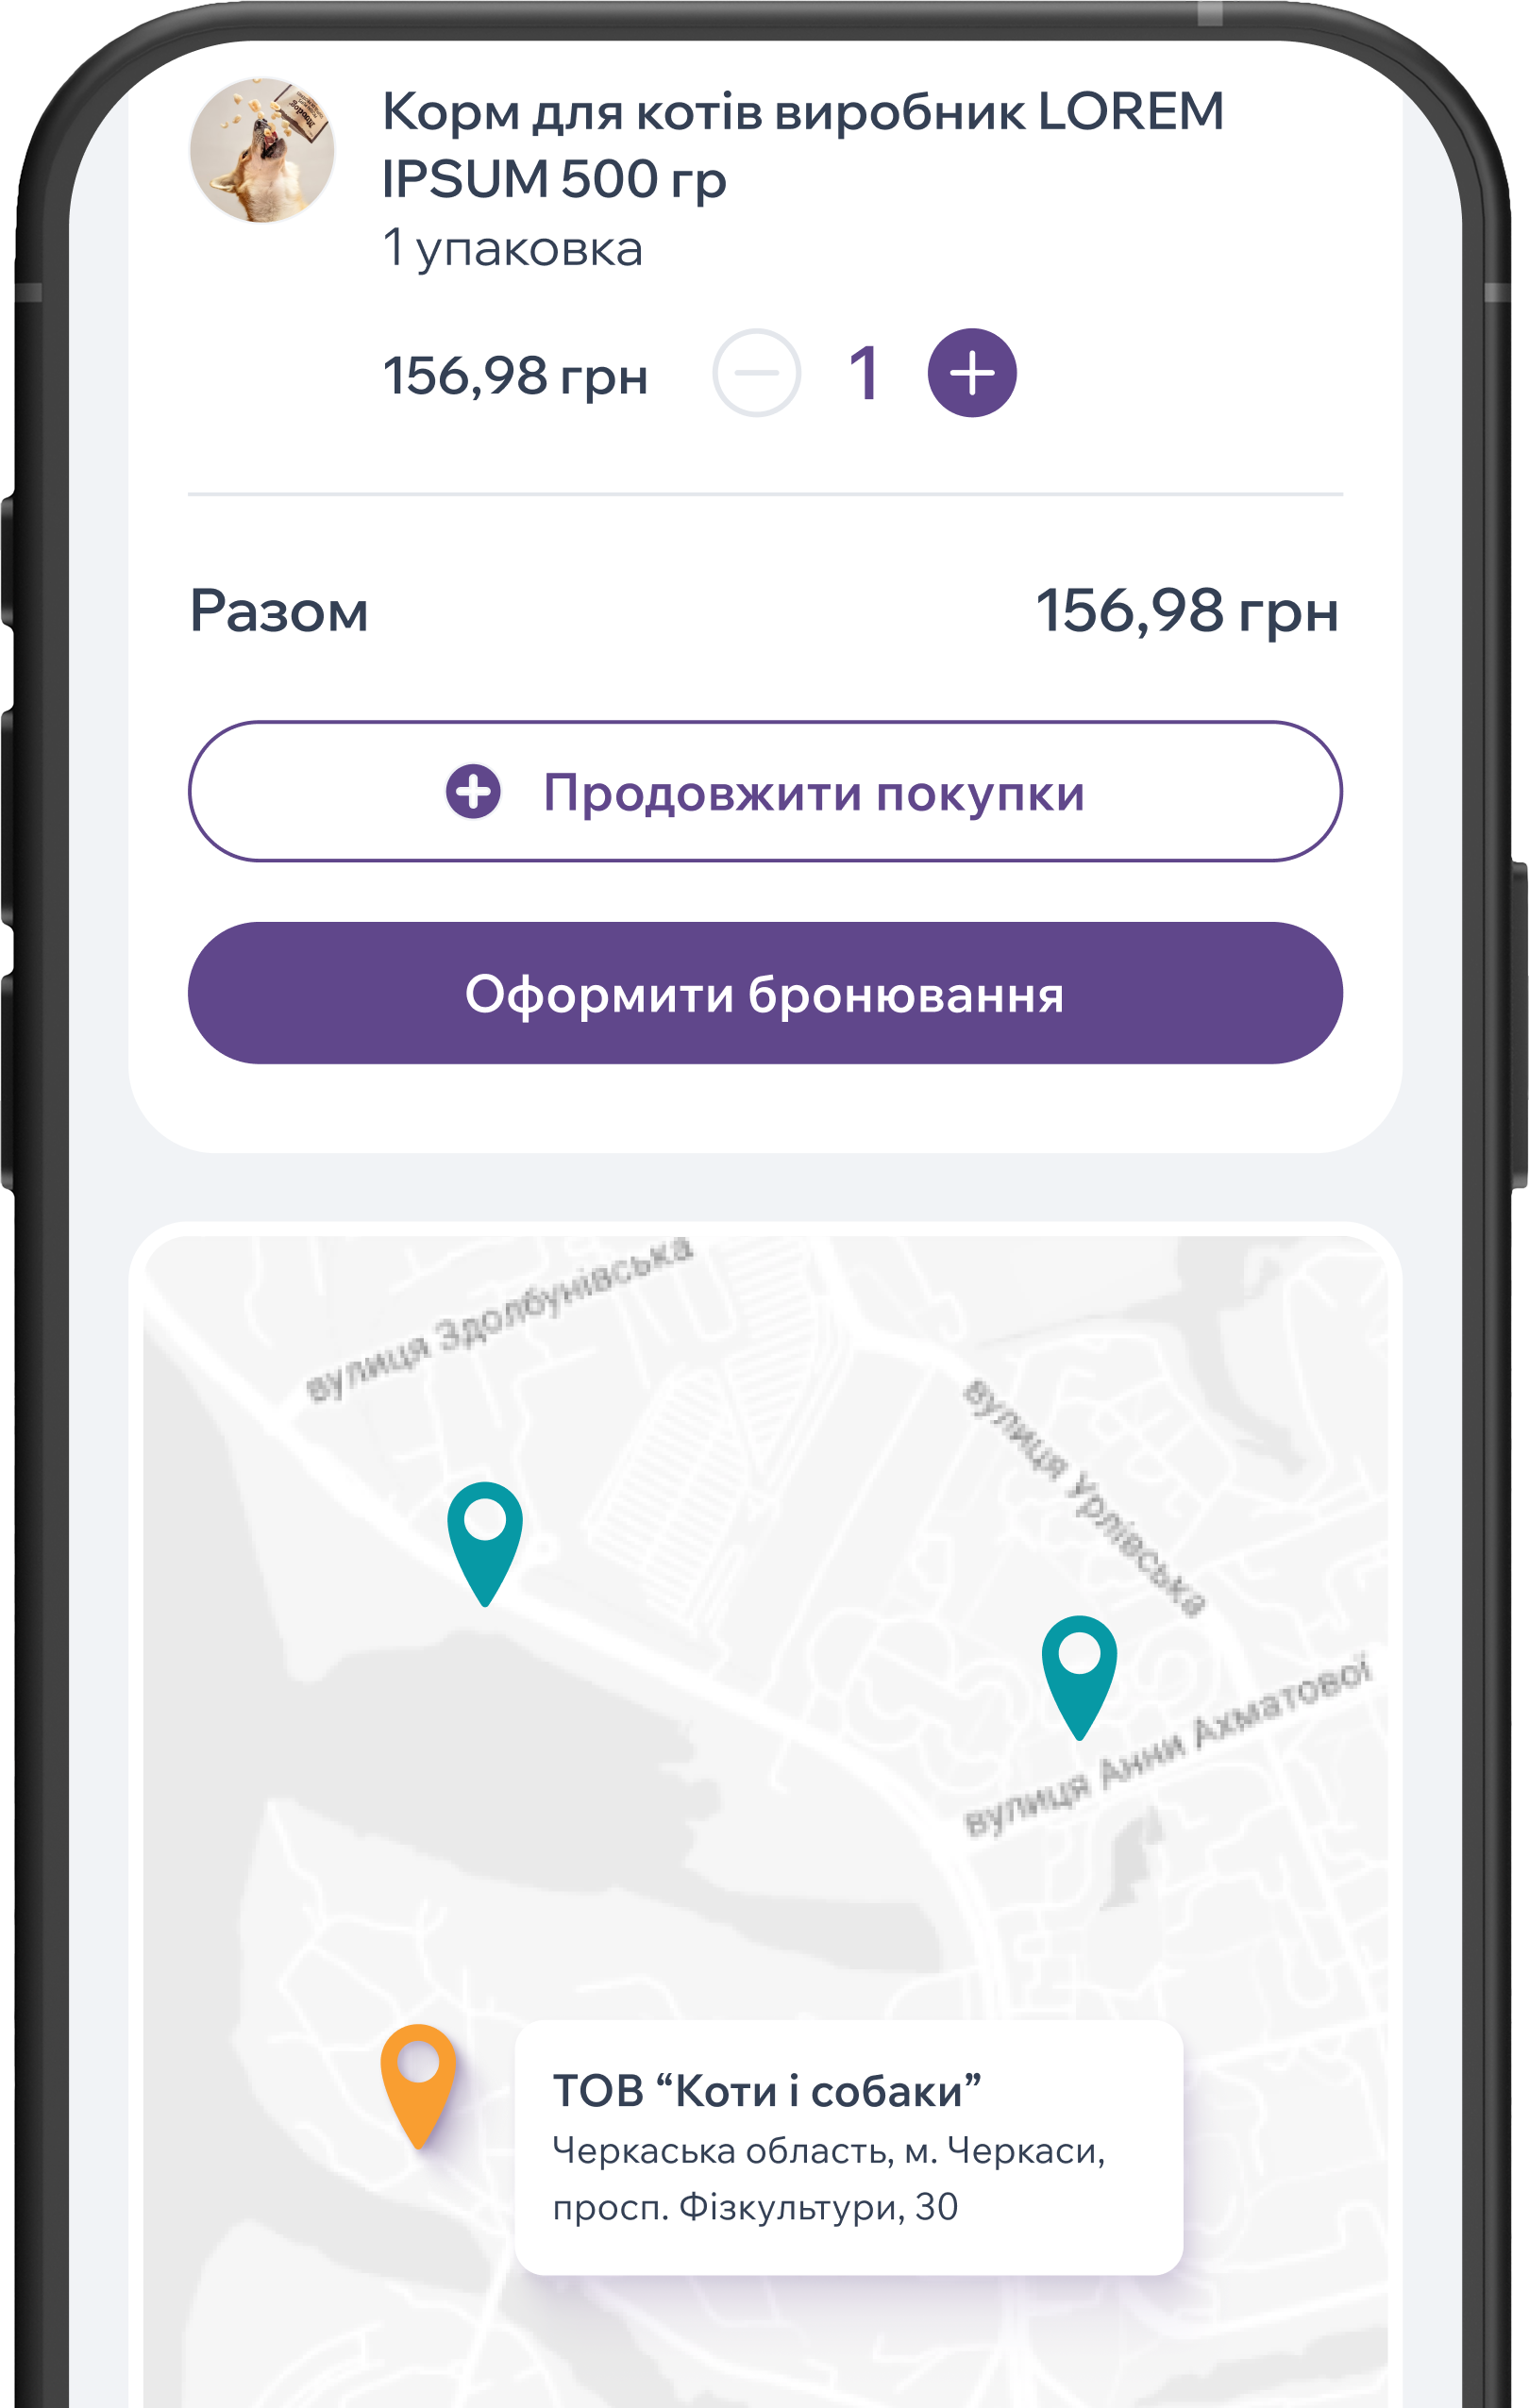 Корм для котів виробник LOREM
IPSUM 500 гр
1 упаковка
156,98 грн
1
Разом
156,98 грн
Продовжити покупки
Оформити бронювання
вулиця Здолбунівська
вулиця Урлівська
вулиця Анни Ахматової
ТОВ “Коти і собаки”
Черкаська область, м. Черкаси,
просп. Фізкультури, 30